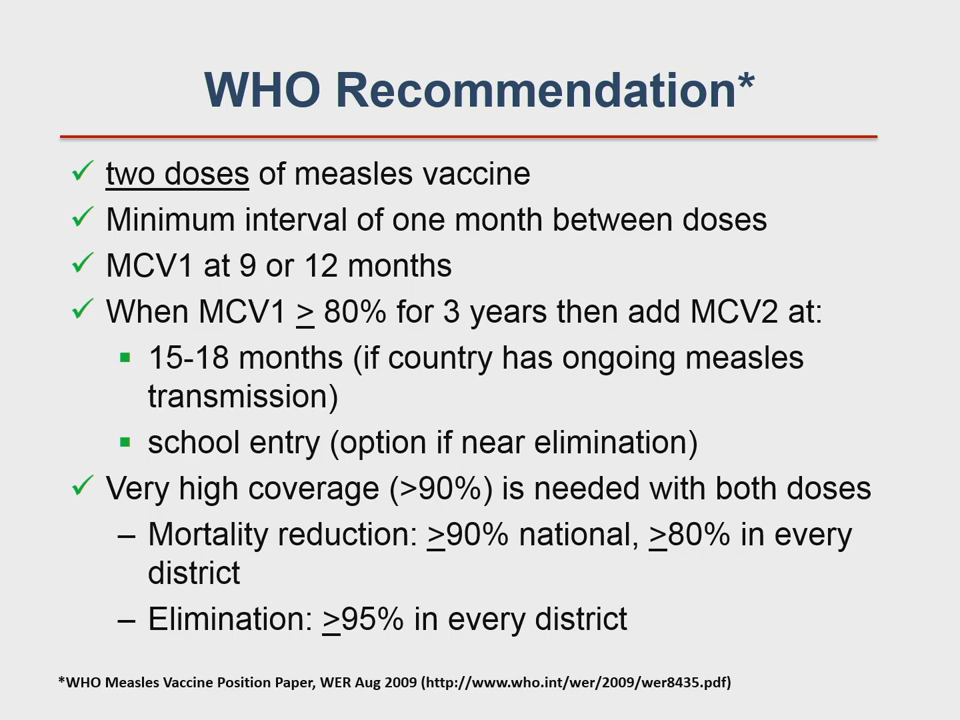 WHO Recommendation*
✓ two doses of measles vaccine
✓ Minimum interval of one month between doses
✓ MCV1 at 9 or 12 months
✓ When MCV1 ≥ 80% for 3 years then add MCV2 at:
▪ 15-18 months (if country has ongoing measles
transmission)
▪ school entry (option if near elimination)
✓ Very high coverage (>90%) is needed with both doses
– Mortality reduction: ≥90% national, ≥80% in every
district
– Elimination: ≥95% in every district
*WHO Measles Vaccine Position Paper, WER Aug 2009 (http://www.who.int/wer/2009/wer8435.pdf)